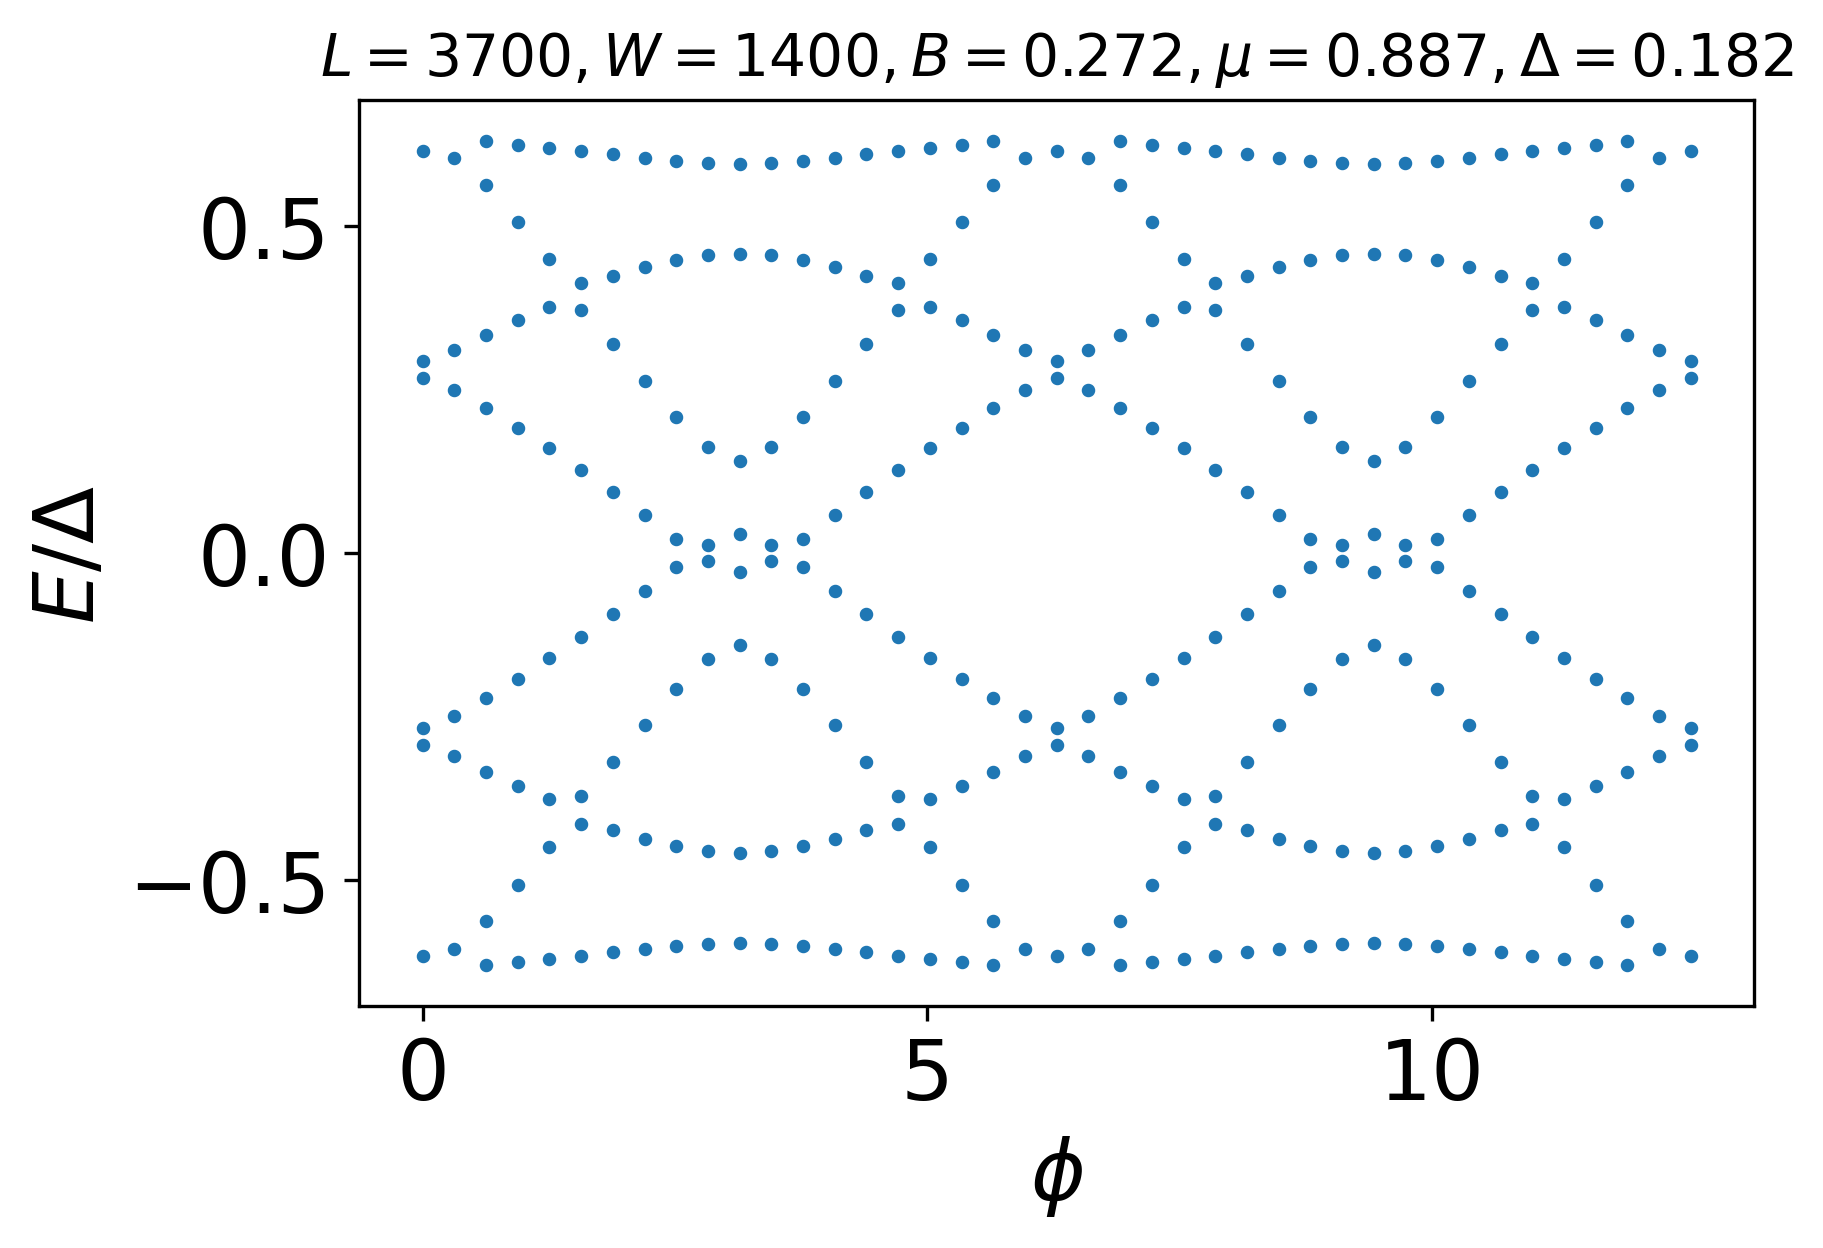 L = 3700, W = 1400, B = 0.272, μ = 0.887, Δ = 0.182
0.5
0.0
−0.5
E/Δ
0 5 10
ϕ